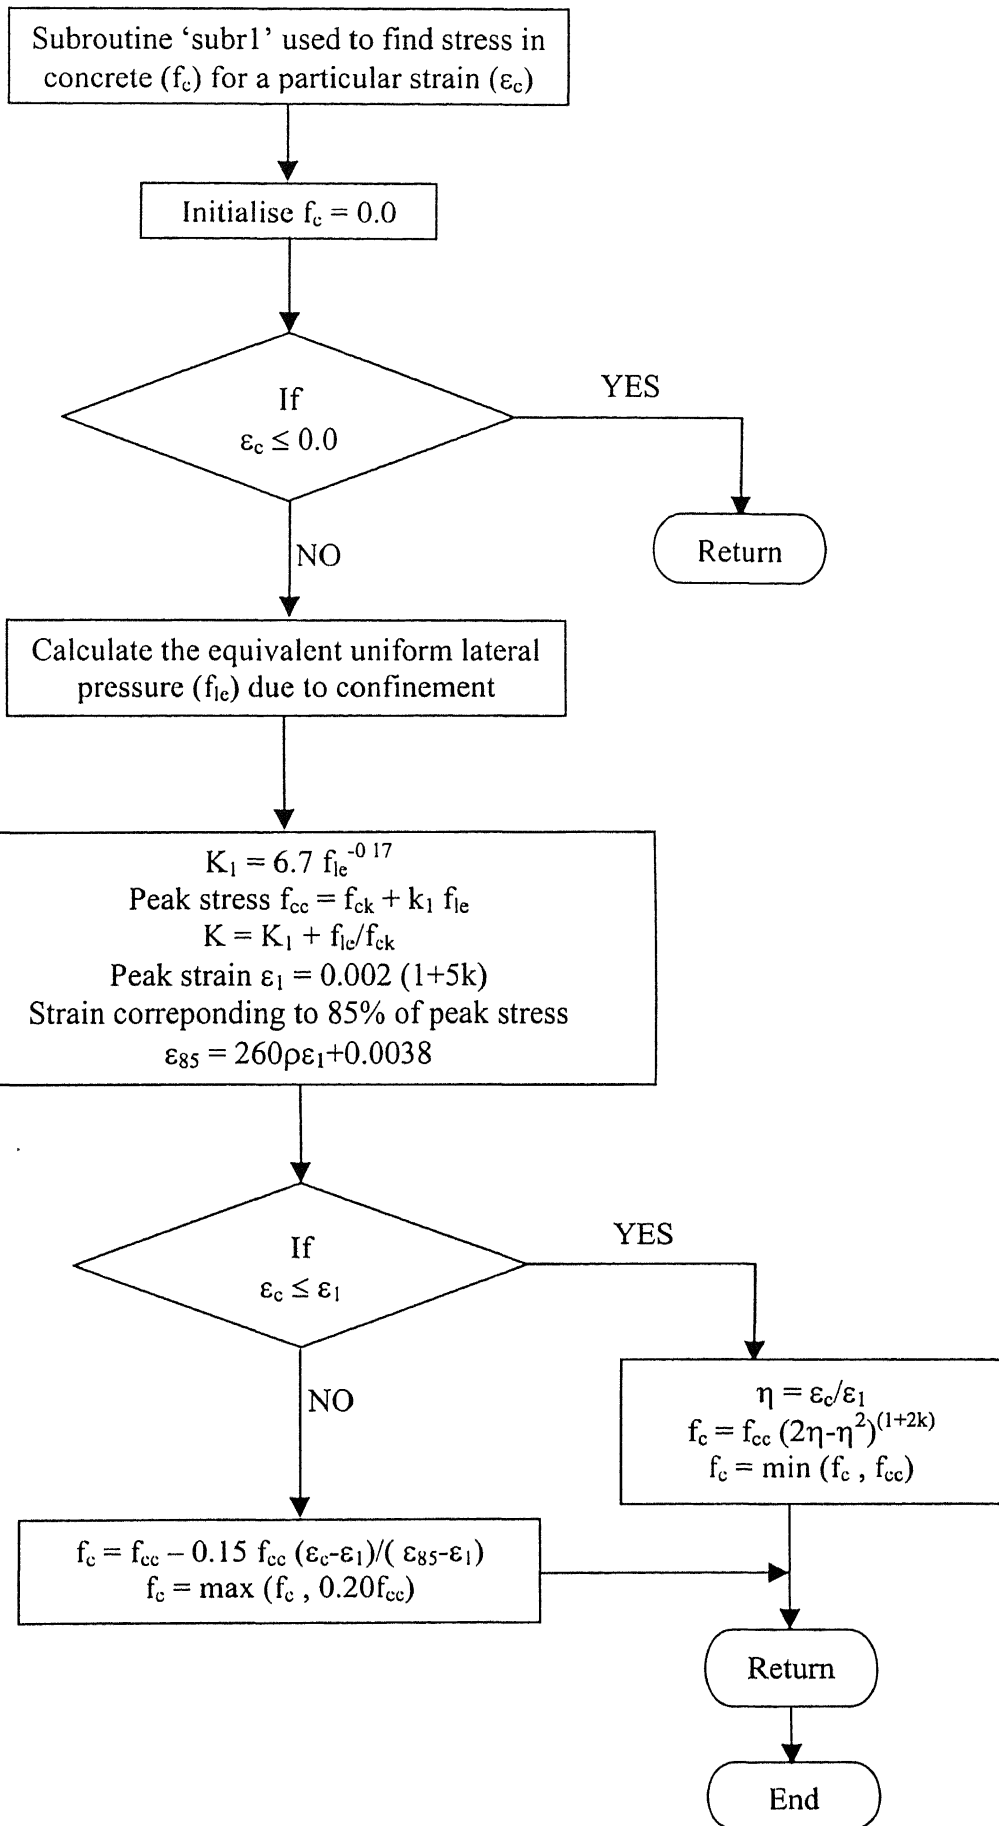 Subroutine ‘subr1’ used to find stress in
concrete (fc) for a particular strain (εc)
Initialise fc = 0.0
If
εc ≤ 0.0
YES
Return
NO
Calculate the equivalent uniform lateral
pressure (fle) due to confinement
K1 = 6.7 fle^-0 17
Peak stress fcc = fck + k1 fle
K = K1 + fle/fck
Peak strain ε1 = 0.002 (1+5k)
Strain correponding to 85% of peak stress
ε85 = 260ρε1+0.0038
If
εc ≤ ε1
YES
η = εc/ε1
fc = fcc (2η-η^2)^(1+2k)
fc = min (fc , fcc)
NO
fc = fcc – 0.15 fcc (εc-ε1)/( ε85-ε1)
fc = max (fc , 0.20fcc)
Return
End